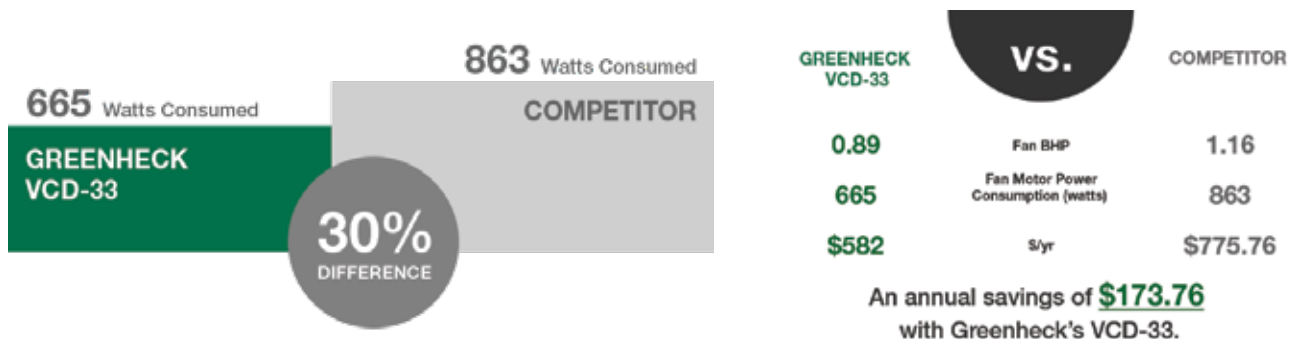 863 Watts Consumed
COMPETITOR
665 Watts Consumed
GREENHECK
VCD-33
30%
DIFFERENCE
GREENHECK
VCD-33
vs.
COMPETITOR
0.89 Fan BHP 1.16
665 Fan Motor Power
Consumption (watts) 863
$582 $/yr $775.76
An annual savings of $173.76
with Greenheck's VCD-33.